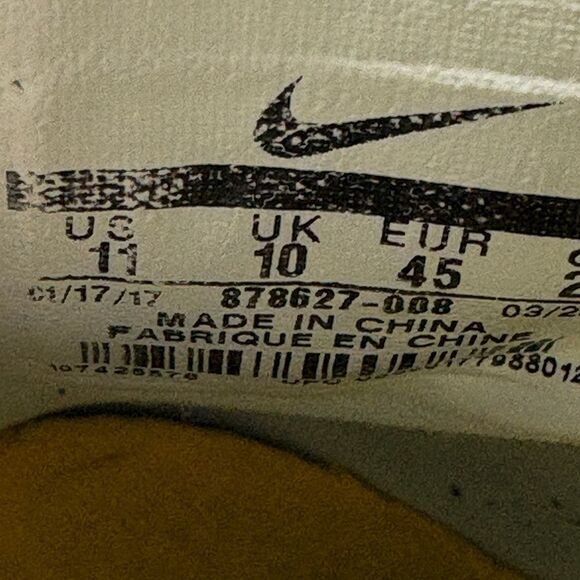 US UK EUR
11 10 45
01/17/17 878627-008 03/2
MADE IN CHINA
FABRIQUE EN CHINE